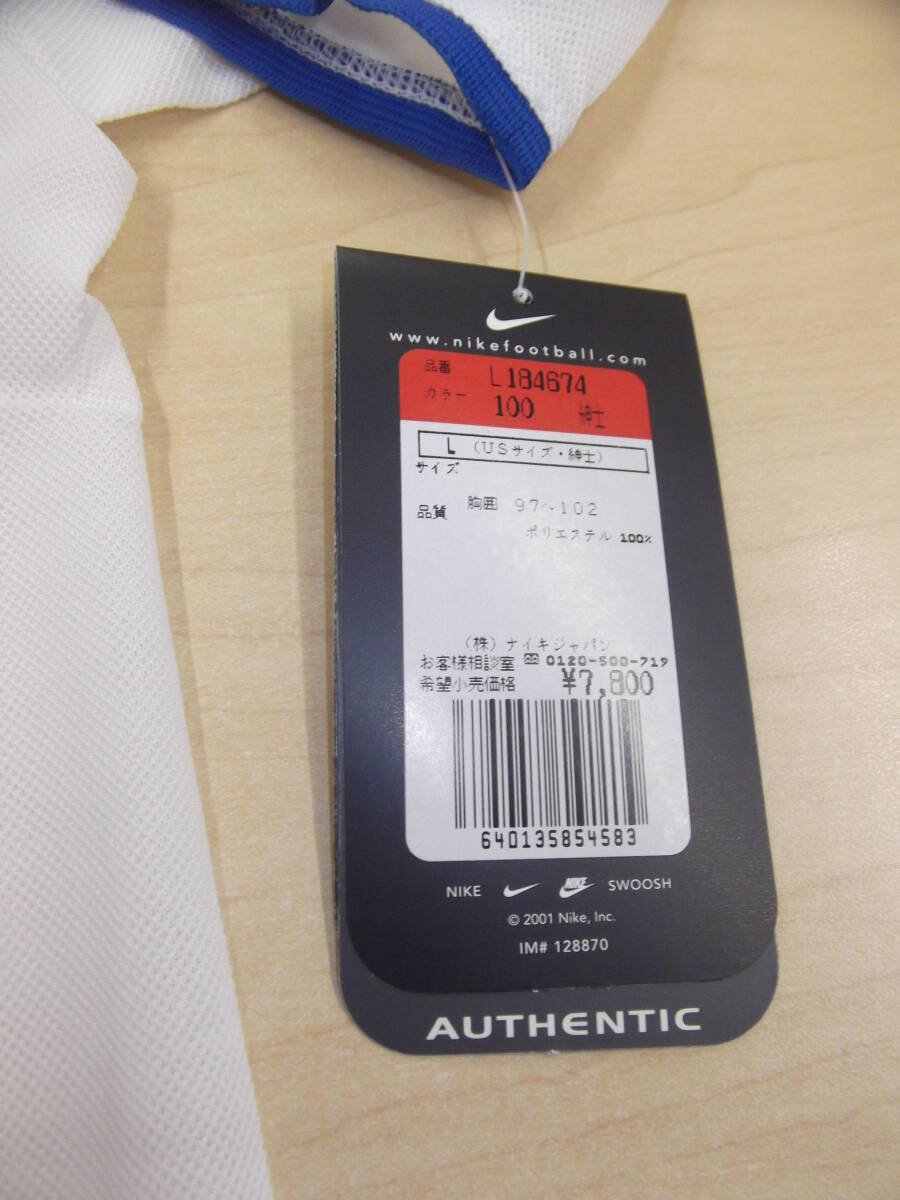 www.nikefootball.com
品番 L184674
カラー 100 紳士
L (USサイズ・紳士)
サイズ
品質 胸囲 97~102
ポリエステル 100%
(株)ナイキジャパン
お客様相談室 ☎ 0120-500-719
希望小売価格 ¥7,800
640135854583
NIKE NIKE SWOOSH
© 2001 Nike, Inc.
IM# 128870
AUTHENTIC